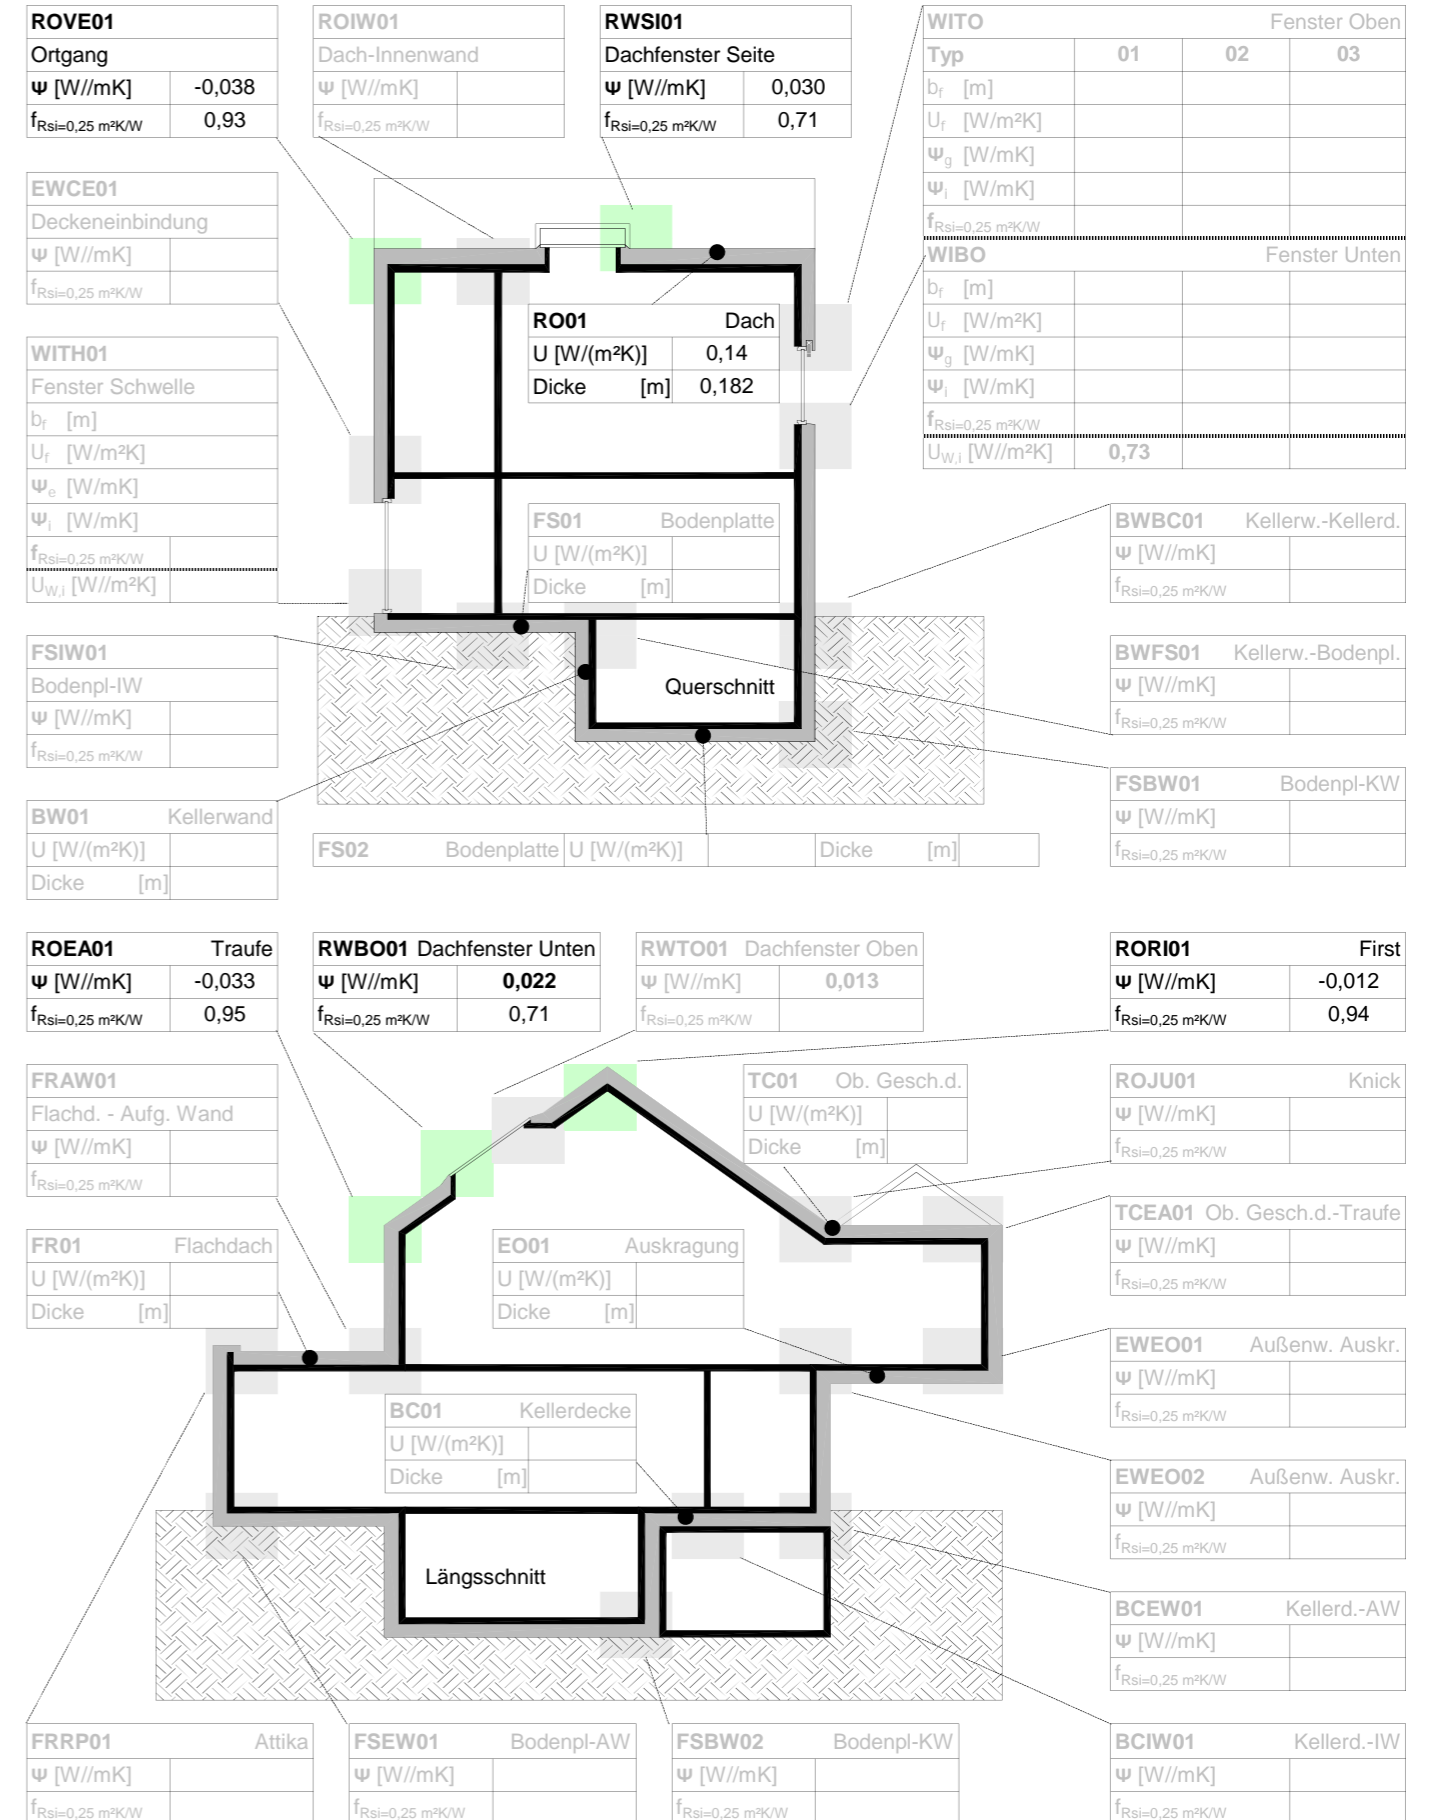 ROVE01
Ortgang
Ψ [W//mK] -0,038
fRsi=0,25 m²K/W 0,93
ROIW01
Dach-Innenwand
Ψ [W//mK]
fRsi=0,25 m²K/W
RWSI01
Dachfenster Seite
Ψ [W//mK] 0,030
fRsi=0,25 m²K/W 0,71
WITO Fenster Oben
Typ 01 02 03
bf [m]
Uf [W/m²K]
Ψg [W/mK]
Ψi [W/mK]
fRsi=0,25 m²K/W
WIBO Fenster Unten
bf [m]
Uf [W/m²K]
Ψg [W/mK]
Ψi [W/mK]
fRsi=0,25 m²K/W
UW,i [W//m²K] 0,73
EWCE01
Deckeneinbindung
Ψ [W//mK]
fRsi=0,25 m²K/W
RO01 Dach
U [W/(m²K)] 0,14
Dicke [m] 0,182
WITH01
Fenster Schwelle
bf [m]
Uf [W/m²K]
Ψe [W/mK]
Ψi [W/mK]
fRsi=0,25 m²K/W
UW,i [W//m²K]
FS01 Bodenplatte
U [W/(m²K)]
Dicke [m]
BWBC01 Kellerw.-Kellerd.
Ψ [W//mK]
fRsi=0,25 m²K/W
FSIW01
Bodenpl-IW
Ψ [W//mK]
fRsi=0,25 m²K/W
Querschnitt
BWFS01 Kellerw.-Bodenpl.
Ψ [W//mK]
fRsi=0,25 m²K/W
FSBW01 Bodenpl-KW
Ψ [W//mK]
fRsi=0,25 m²K/W
BW01 Kellerwand
U [W/(m²K)]
Dicke [m]
FS02 Bodenplatte U [W/(m²K)] Dicke [m]
ROEA01 Traufe
Ψ [W//mK] -0,033
fRsi=0,25 m²K/W 0,95
RWBO01 Dachfenster Unten
Ψ [W//mK] 0,022
fRsi=0,25 m²K/W 0,71
RWTO01 Dachfenster Oben
Ψ [W//mK] 0,013
fRsi=0,25 m²K/W
RORI01 First
Ψ [W//mK] -0,012
fRsi=0,25 m²K/W 0,94
FRAW01
Flachd. - Aufg. Wand
Ψ [W//mK]
fRsi=0,25 m²K/W
TC01 Ob. Gesch.d.
U [W/(m²K)]
Dicke [m]
ROJU01 Knick
Ψ [W//mK]
fRsi=0,25 m²K/W
FR01 Flachdach
U [W/(m²K)]
Dicke [m]
EO01 Auskragung
U [W/(m²K)]
Dicke [m]
TCEA01 Ob. Gesch.d.-Traufe
Ψ [W//mK]
fRsi=0,25 m²K/W
EWEO01 Außenw. Auskr.
Ψ [W//mK]
fRsi=0,25 m²K/W
BC01 Kellerdecke
U [W/(m²K)]
Dicke [m]
EWEO02 Außenw. Auskr.
Ψ [W//mK]
fRsi=0,25 m²K/W
Längsschnitt
BCEW01 Kellerd.-AW
Ψ [W//mK]
fRsi=0,25 m²K/W
FRRP01 Attika
Ψ [W//mK]
fRsi=0,25 m²K/W
FSEW01 Bodenpl-AW
Ψ [W//mK]
fRsi=0,25 m²K/W
FSBW02 Bodenpl-KW
Ψ [W//mK]
fRsi=0,25 m²K/W
BCIW01 Kellerd.-IW
Ψ [W//mK]
fRsi=0,25 m²K/W